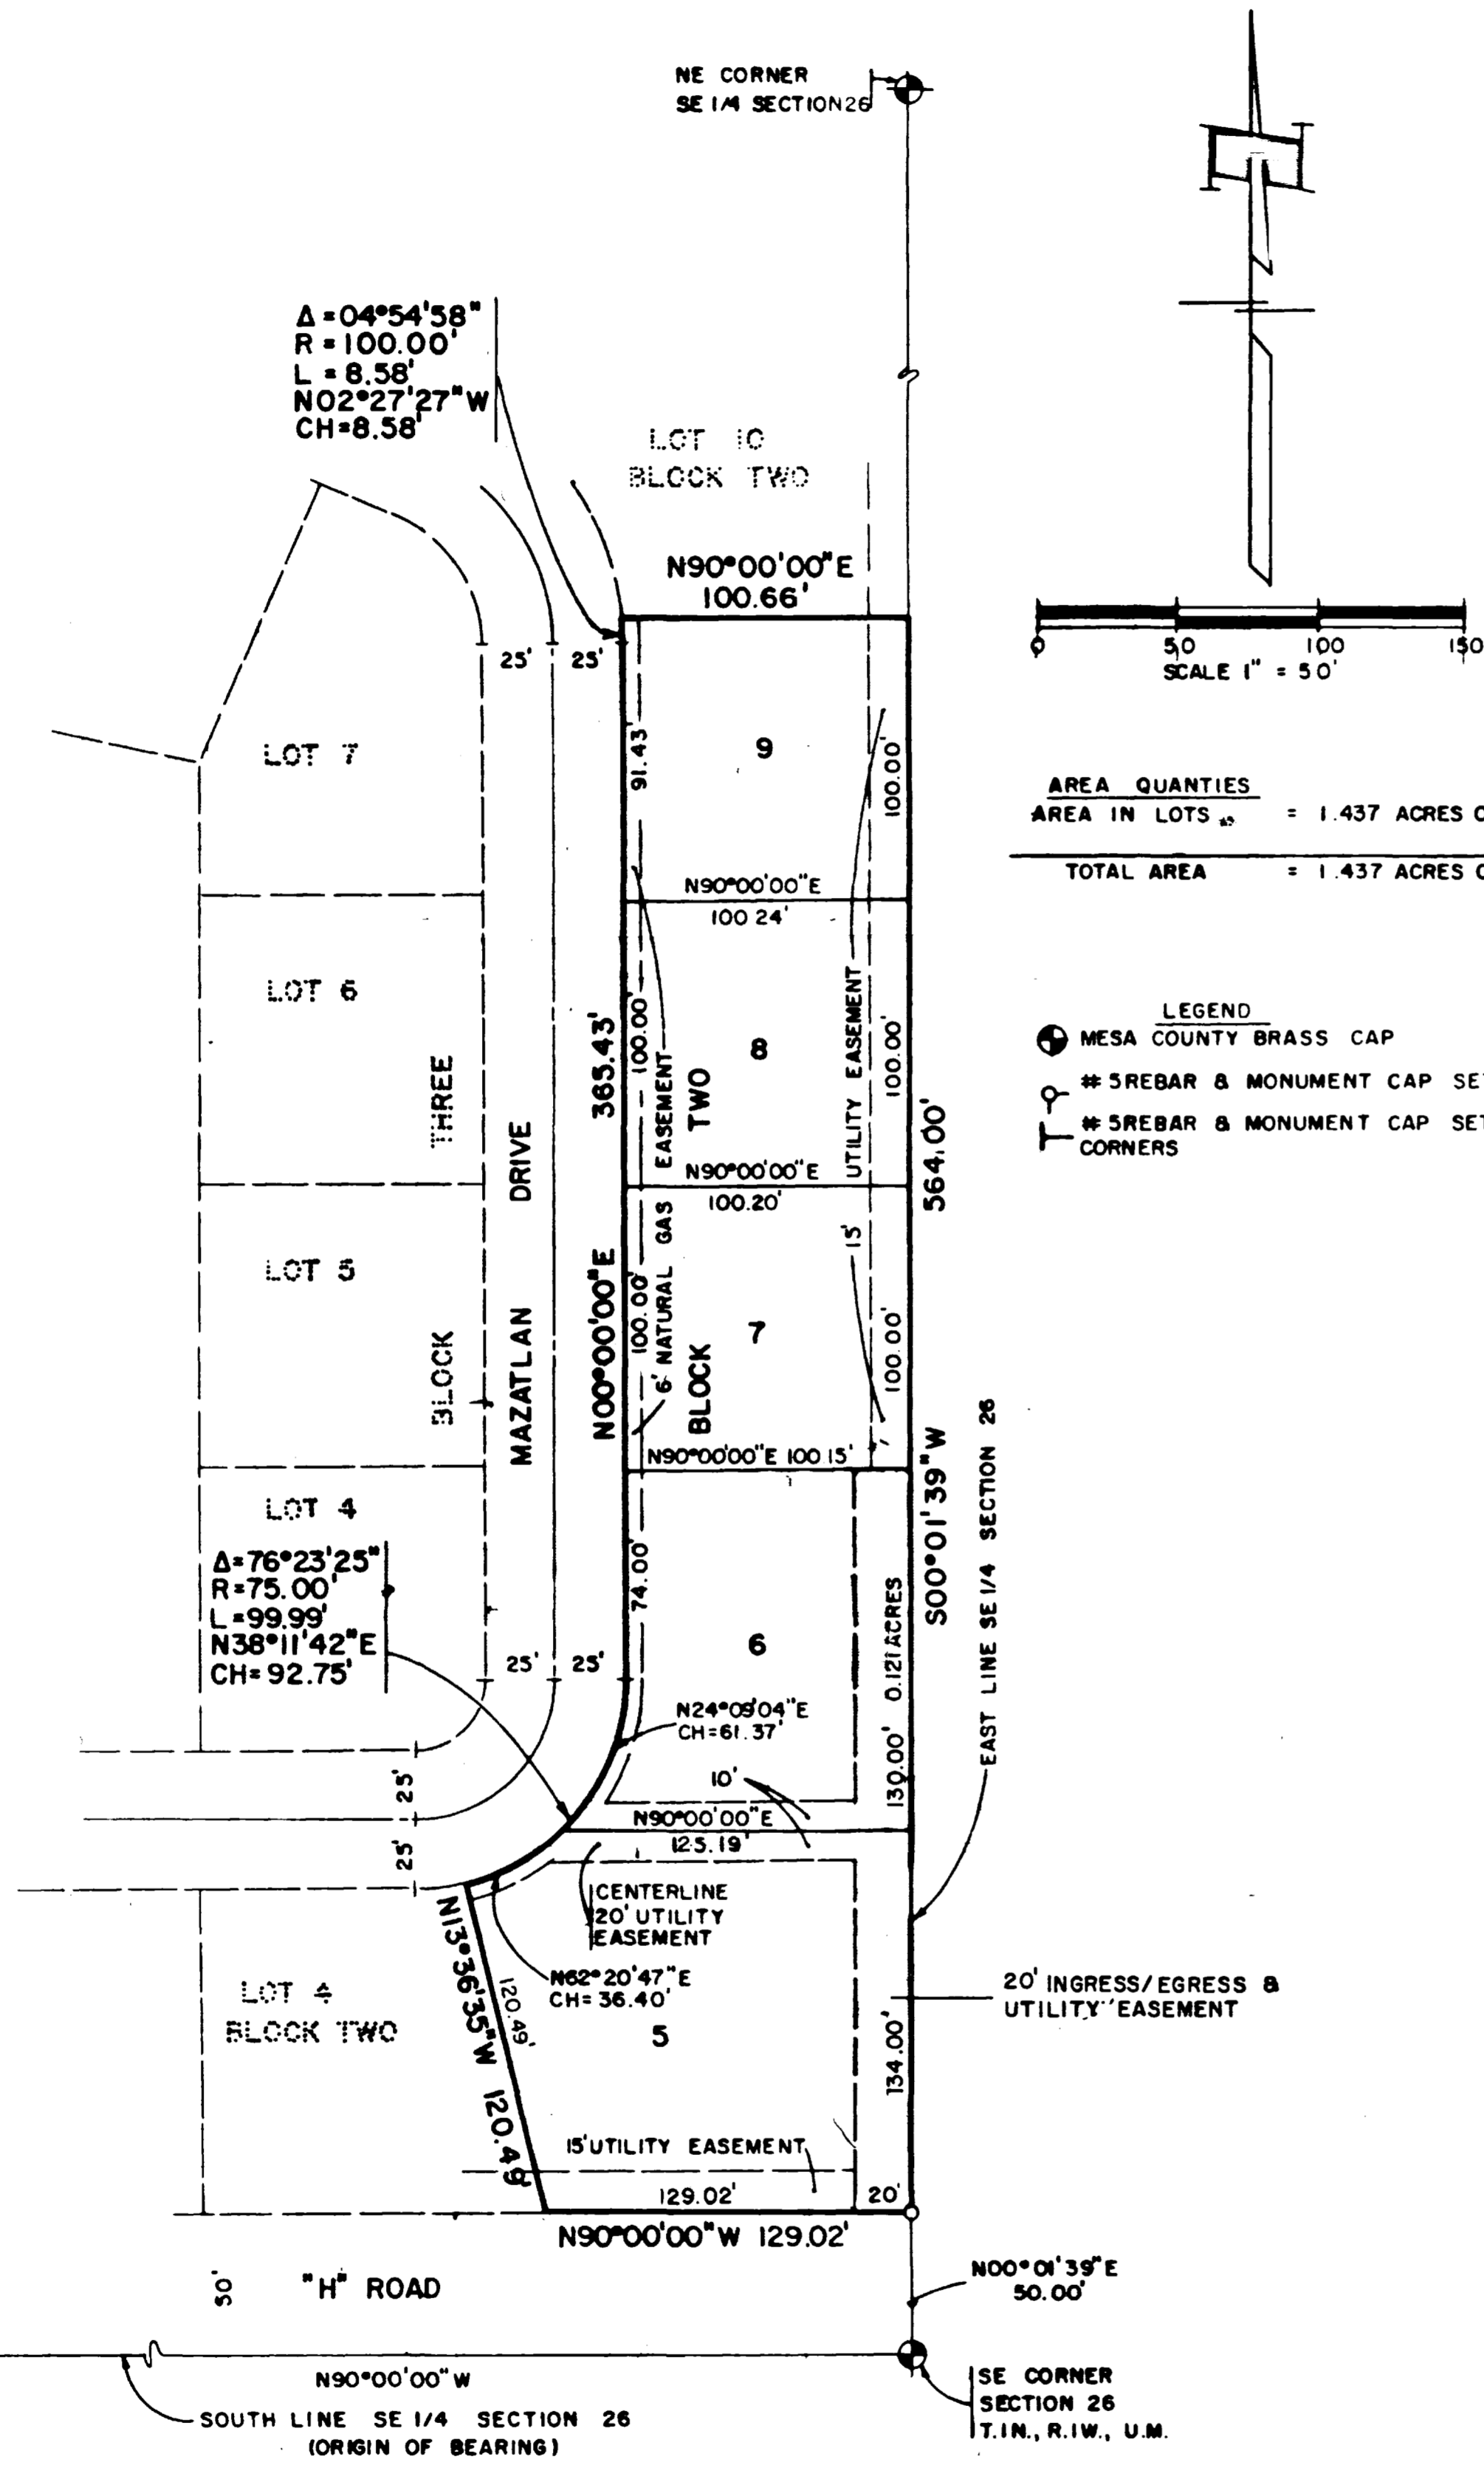 NE CORNER
SE 1/4 SECTION 26
Δ = 04°54'58"
R = 100.00'
L = 8.58'
N02°27'27"W
CH=8.58'
LOT 10
BLOCK TWO
N90°00'00"E
100.66'
25'
25'
0 50 100 150
SCALE 1" = 50'
LOT 7
91.43'
9
100.00'
AREA QUANTIES
AREA IN LOTS = 1.437 ACRES
TOTAL AREA = 1.437 ACRES
N90°00'00"E
100 24'
LOT 6
365.43'
100.00'
8
UTILITY EASEMENT
100.00'
564.00'
LEGEND
MESA COUNTY BRASS CAP
# 5REBAR & MONUMENT CAP SET
# 5REBAR & MONUMENT CAP SET
CORNERS
BLOCK THREE
MAZATLAN DRIVE
N00°00'00"E
6' NATURAL GAS EASEMENT
BLOCK TWO
N90°00'00"E
100.20'
LOT 5
100.00'
7
15'
100.00'
N90°00'00"E 100 15'
S00°01'39"W
EAST LINE SE 1/4 SECTION 26
LOT 4
Δ=76°23'25"
R=75.00'
L=99.99'
N38°11'42"E
CH=92.75'
74.00'
25'
25'
6
130.00' 0.121 ACRES
N24°09'04"E
CH=61.37'
10'
25'
25'
N90°00'00"E
125.19'
CENTERLINE
20' UTILITY
EASEMENT
N62°20'47"E
CH=36.40'
N13°36'35"W 120.49'
120.49'
LOT 4
BLOCK TWO
5
134.00'
20' INGRESS/EGRESS &
UTILITY EASEMENT
15' UTILITY EASEMENT
129.02'
20'
N90°00'00"W 129.02'
50'
"H" ROAD
N00°01'39"E
50.00'
N90°00'00"W
SOUTH LINE SE 1/4 SECTION 26
(ORIGIN OF BEARING)
SE CORNER
SECTION 26
T.1N., R.1W., U.M.